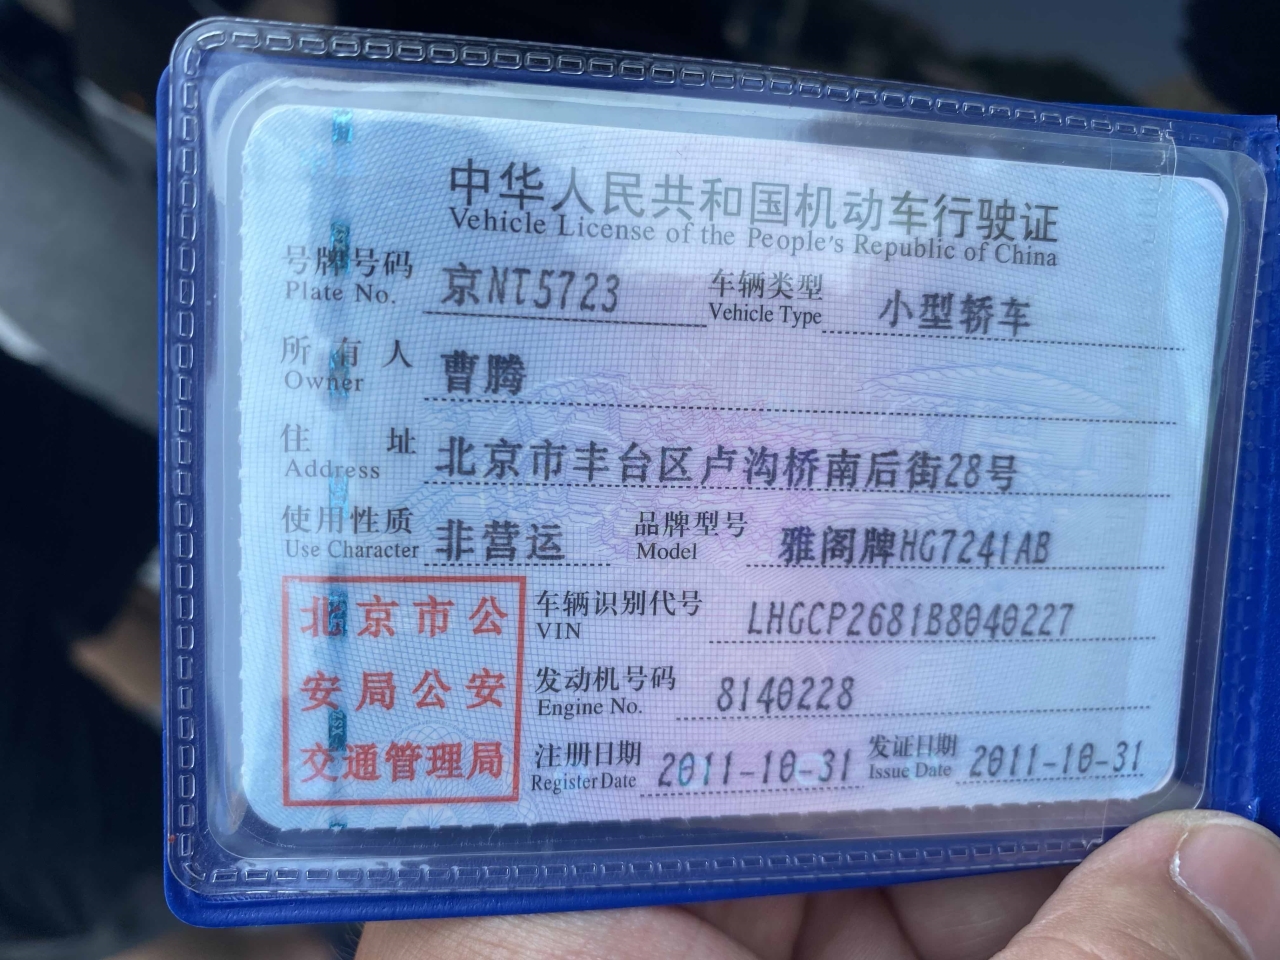 中华人民共和国机动车行驶证
Vehicle License of the People's Republic of China
号牌号码 京NT5723 车辆类型 小型轿车
Plate No. Vehicle Type
所有人 曹腾
Owner
住址 北京市丰台区卢沟桥南后街28号
Address
使用性质 非营运 品牌型号 雅阁牌HG7241AB
Use Character Model
北京市公
安局公安
交通管理局
车辆识别代号 LHGCP2681B8040227
VIN
发动机号码 8140228
Engine No.
注册日期 2011-10-31 发证日期 2011-10-31
Register Date Issue Date